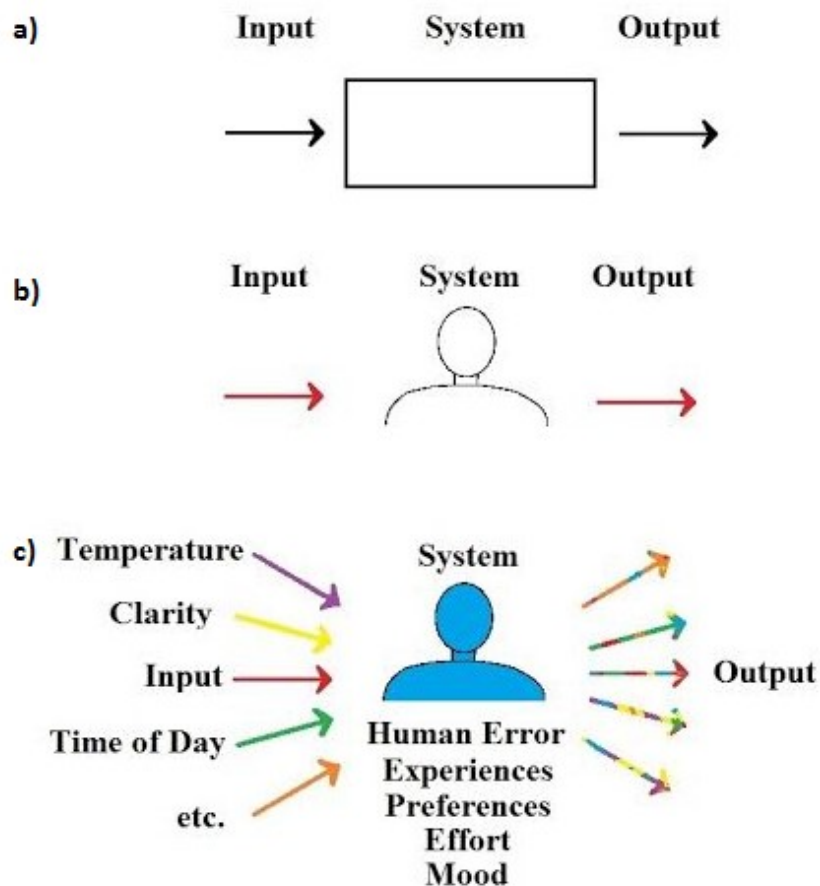 a)
Input System Output
b)
Input System Output
c)
Temperature
System
Clarity
Input
Output
Time of Day
Human Error
Experiences
Preferences
etc.
Effort
Mood